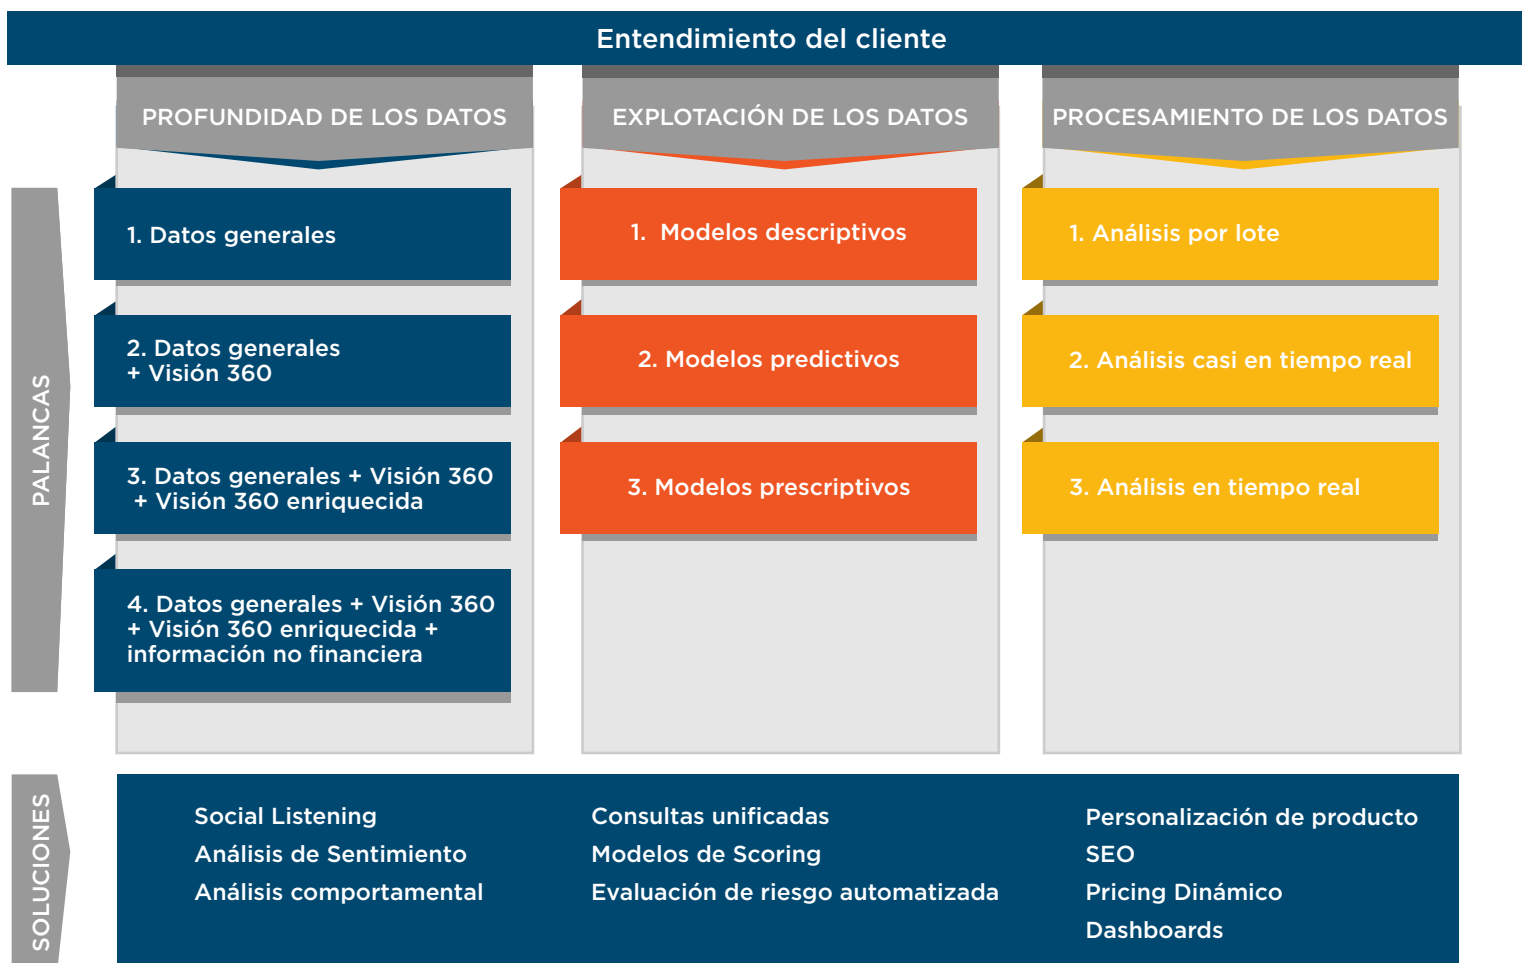 Entendimiento del cliente
PROFUNDIDAD DE LOS DATOS
EXPLOTACIÓN DE LOS DATOS
PROCESAMIENTO DE LOS DATOS
PALANCAS
1. Datos generales
2. Datos generales
+ Visión 360
3. Datos generales + Visión 360
+ Visión 360 enriquecida
4. Datos generales + Visión 360
+ Visión 360 enriquecida +
información no financiera
1. Modelos descriptivos
2. Modelos predictivos
3. Modelos prescriptivos
1. Análisis por lote
2. Análisis casi en tiempo real
3. Análisis en tiempo real
SOLUCIONES
Social Listening
Análisis de Sentimiento
Análisis comportamental
Consultas unificadas
Modelos de Scoring
Evaluación de riesgo automatizada
Personalización de producto
SEO
Pricing Dinámico
Dashboards